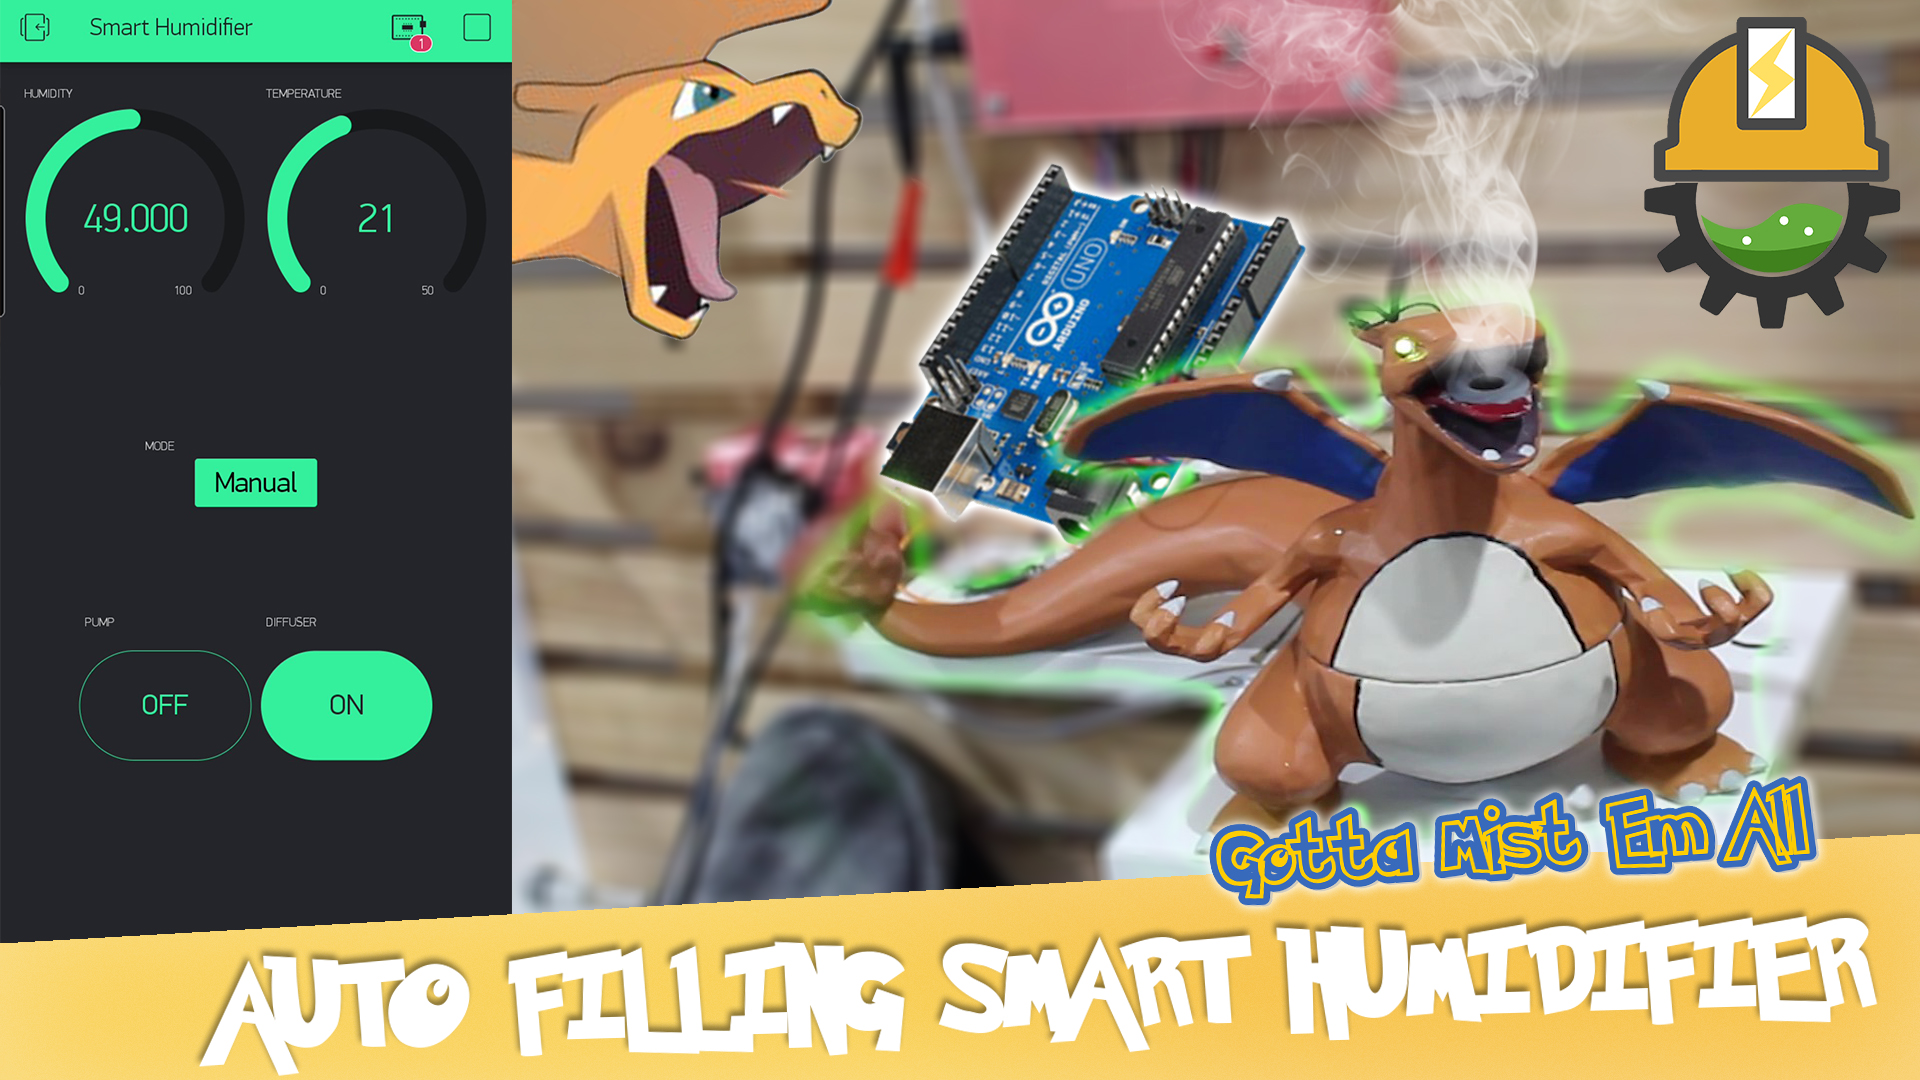 Smart Humidifier
1
HUMIDITY
TEMPERATURE
49.000
21
0
100
0
50
MODE
Manual
PUMP
DIFFUSER
OFF
ON
UNO
ARDUINO
Gotta Mist Em All
AUTO FILLING SMART HUMIDIFIER